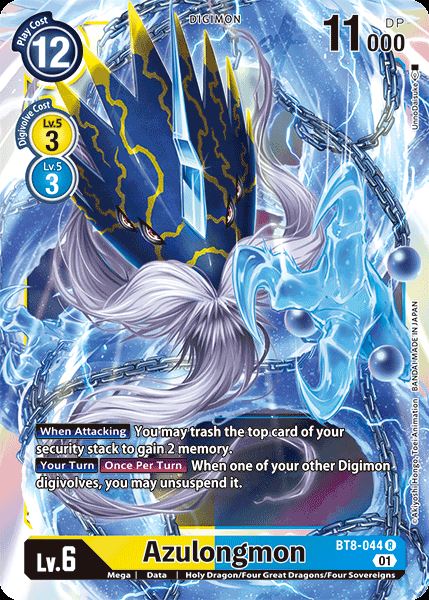 Play Cost
12
DIGIMON
DP
11000
Digivolve Cost
Lv.5
3
Lv.5
3
UnnoDaisuke
©Akiyoshi Hongo, Toei Animation BANDAI MADE IN JAPAN
When Attacking You may trash the top card of your
security stack to gain 2 memory.
Your Turn Once Per Turn When one of your other Digimon
digivolves, you may unsuspend it.
Lv.6
Azulongmon
BT8-044 R
01
Mega | Data | Holy Dragon/Four Great Dragons/Four Sovereigns